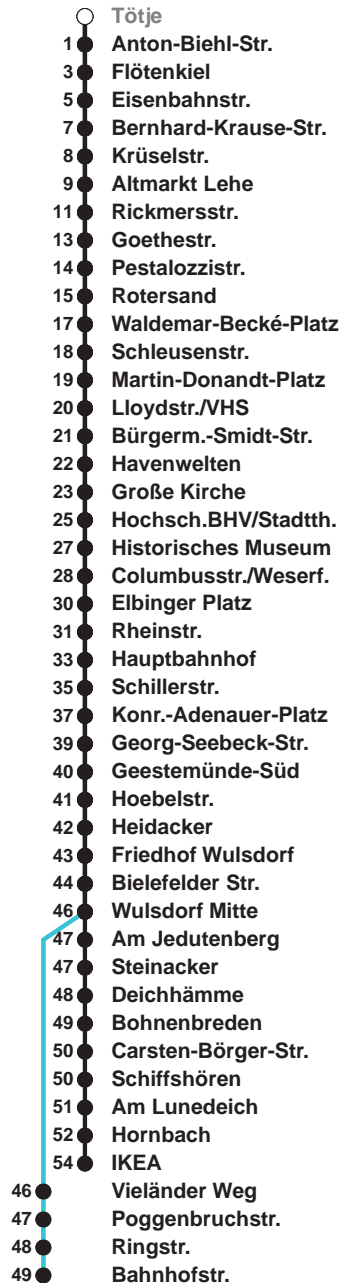 Tötje
1 Anton-Biehl-Str.
3 Flötenkiel
5 Eisenbahnstr.
7 Bernhard-Krause-Str.
8 Krüselstr.
9 Altmarkt Lehe
11 Rickmersstr.
13 Goethestr.
14 Pestalozzistr.
15 Rotersand
17 Waldemar-Becké-Platz
18 Schleusenstr.
19 Martin-Donandt-Platz
20 Lloydstr./VHS
21 Bürgerm.-Smidt-Str.
22 Havenwelten
23 Große Kirche
25 Hochsch.BHV/Stadtth.
27 Historisches Museum
28 Columbusstr./Weserf.
30 Elbinger Platz
31 Rheinstr.
33 Hauptbahnhof
35 Schillerstr.
37 Konr.-Adenauer-Platz
39 Georg-Seebeck-Str.
40 Geestemünde-Süd
41 Hoebelstr.
42 Heidacker
43 Friedhof Wulsdorf
44 Bielefelder Str.
46 Wulsdorf Mitte
47 Am Jedutenberg
47 Steinacker
48 Deichhämme
49 Bohnenbreden
50 Carsten-Börger-Str.
50 Schiffshören
51 Am Lunedeich
52 Hornbach
54 IKEA
46 Vieländer Weg
47 Poggenbruchstr.
48 Ringstr.
49 Bahnhofstr.